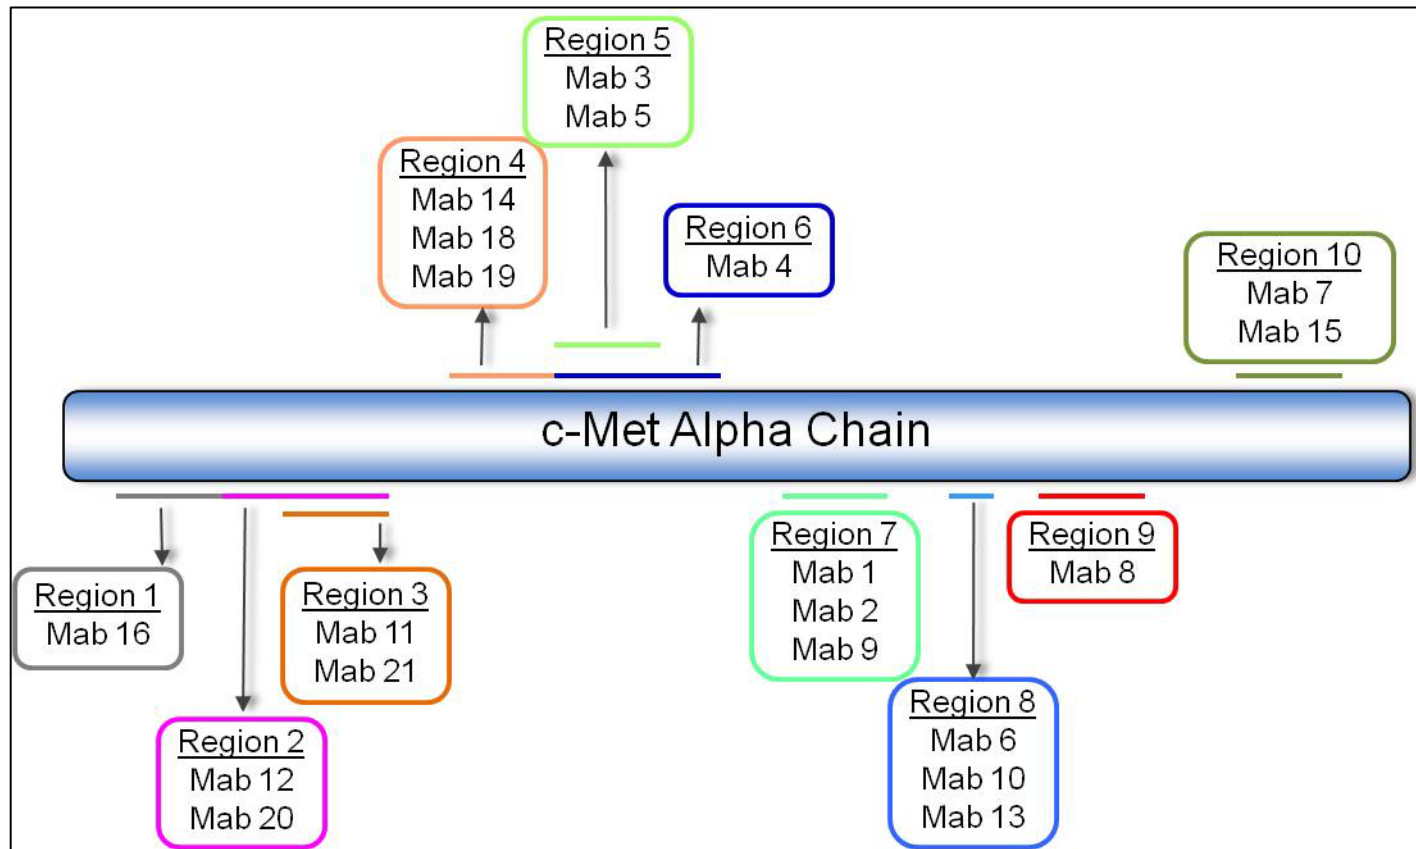 Region 5
Mab 3
Mab 5
Region 4
Mab 14
Mab 18
Mab 19
Region 6
Mab 4
Region 10
Mab 7
Mab 15
c-Met Alpha Chain
Region 1
Mab 16
Region 2
Mab 12
Mab 20
Region 3
Mab 11
Mab 21
Region 7
Mab 1
Mab 2
Mab 9
Region 8
Mab 6
Mab 10
Mab 13
Region 9
Mab 8